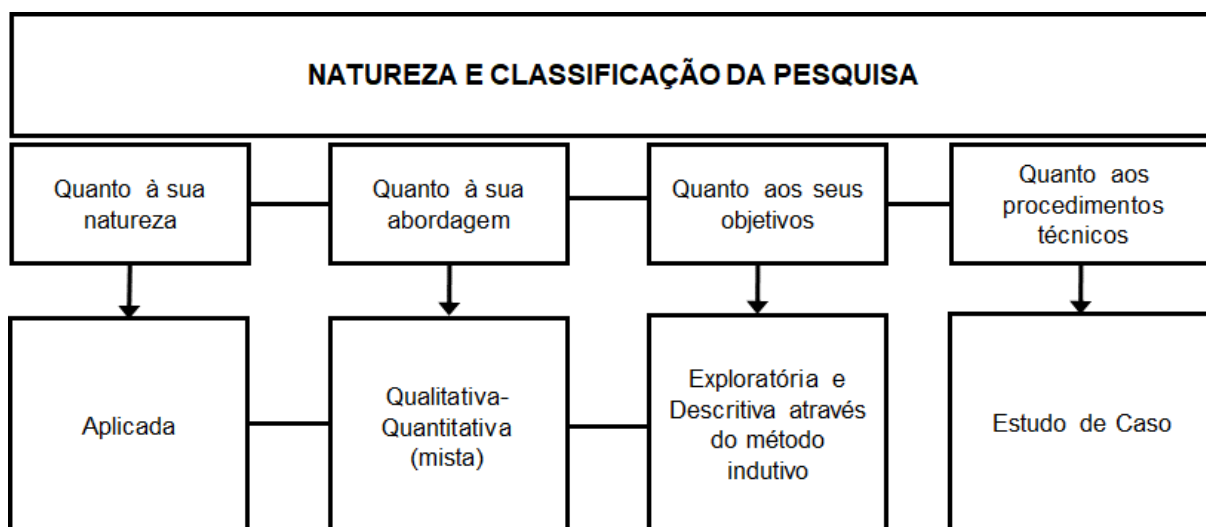 NATUREZA E CLASSIFICAÇÃO DA PESQUISA
Quanto à sua
natureza
Quanto à sua
abordagem
Quanto aos seus
objetivos
Quanto aos
procedimentos
técnicos
Aplicada
Qualitativa-
Quantitativa
(mista)
Exploratória e
Descritiva através
do método
indutivo
Estudo de Caso